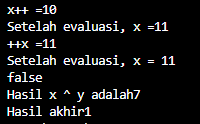 x++ =10
Setelah evaluasi, x =11
++x =11
Setelah evaluasi, x = 11
false
Hasil x ^ y adalah7
Hasil akhir1